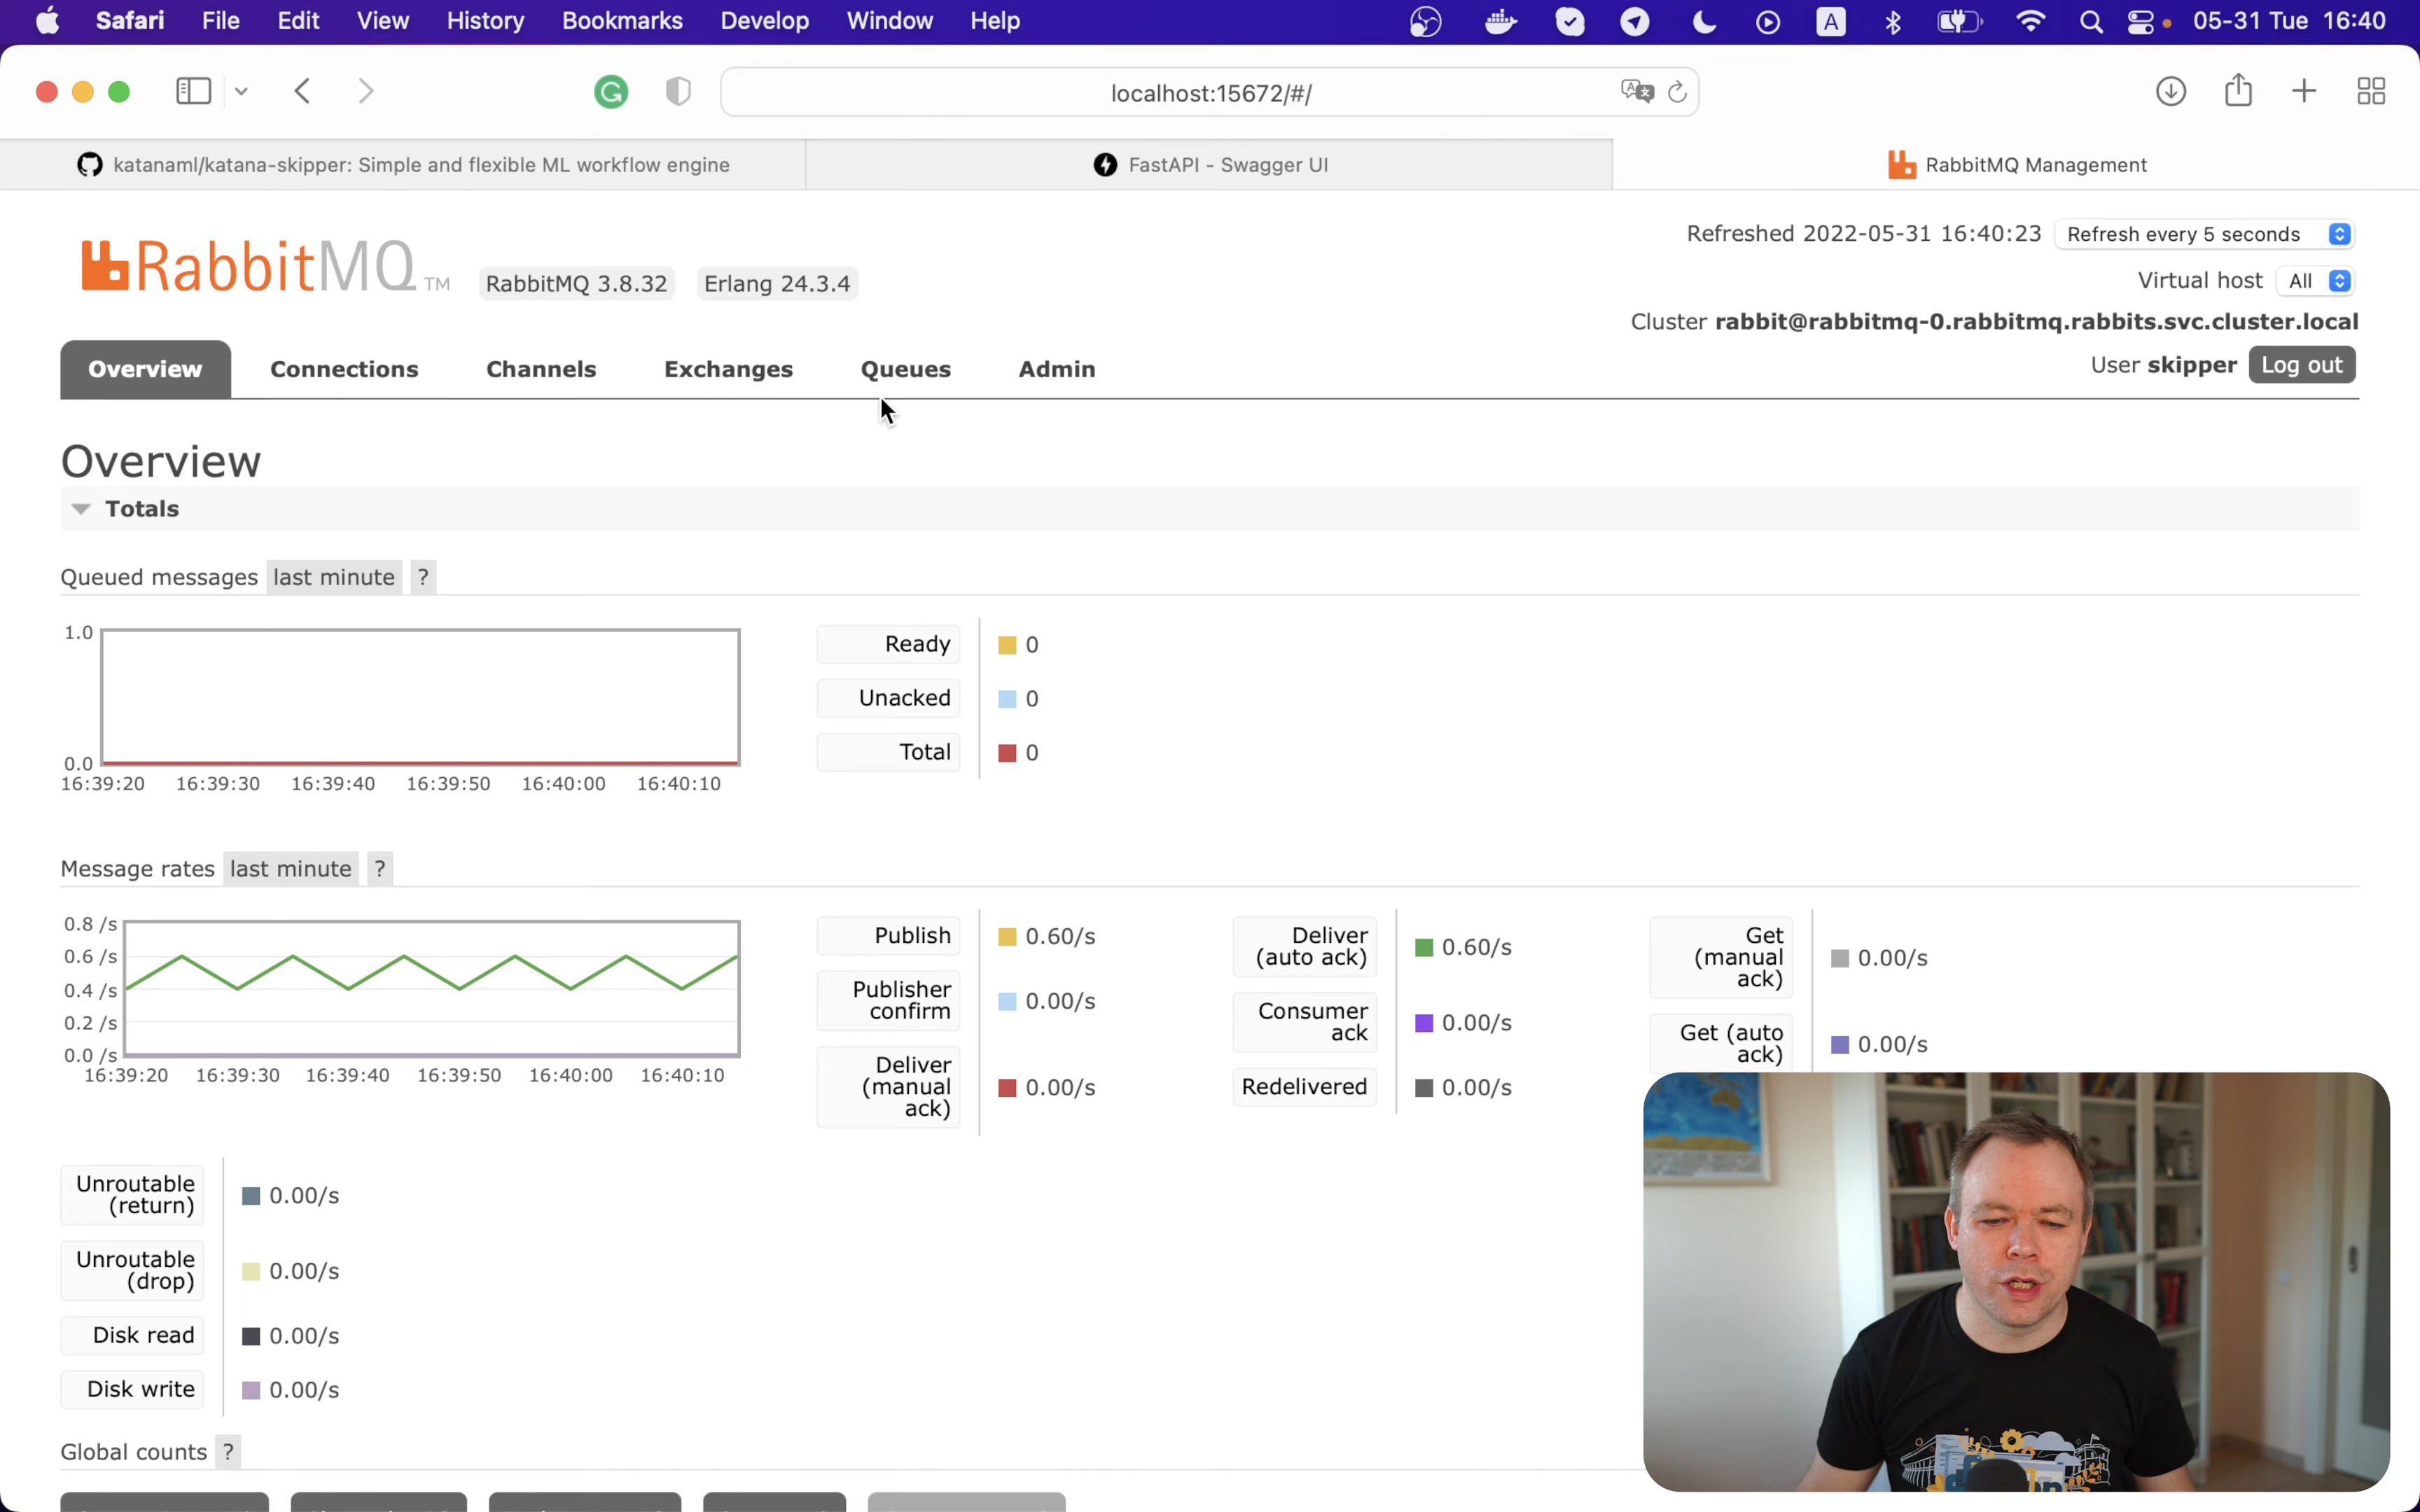 Safari File Edit View History Bookmarks Develop Window Help A 05-31 Tue 16:40
localhost:15672/#/
katanaml/katana-skipper: Simple and flexible ML workflow engine
FastAPI - Swagger UI
RabbitMQ Management
RabbitMQ TM
RabbitMQ 3.8.32
Erlang 24.3.4
Refreshed 2022-05-31 16:40:23 Refresh every 5 seconds
Virtual host All
Cluster rabbit@rabbitmq-0.rabbitmq.rabbits.svc.cluster.local
User skipper Log out
Overview Connections Channels Exchanges Queues Admin
Overview
Totals
Queued messages last minute ?
1.0
0.0
16:39:20 16:39:30 16:39:40 16:39:50 16:40:00 16:40:10
Ready 0
Unacked 0
Total 0
Message rates last minute ?
0.8 /s
0.6 /s
0.4 /s
0.2 /s
0.0 /s
16:39:20 16:39:30 16:39:40 16:39:50 16:40:00 16:40:10
Publish 0.60/s
Publisher
confirm 0.00/s
Deliver
(manual
ack) 0.00/s
Deliver
(auto ack) 0.60/s
Consumer
ack 0.00/s
Redelivered 0.00/s
Get
(manual
ack) 0.00/s
Get (auto
ack) 0.00/s
Unroutable
(return) 0.00/s
Unroutable
(drop) 0.00/s
Disk read 0.00/s
Disk write 0.00/s
Global counts ?